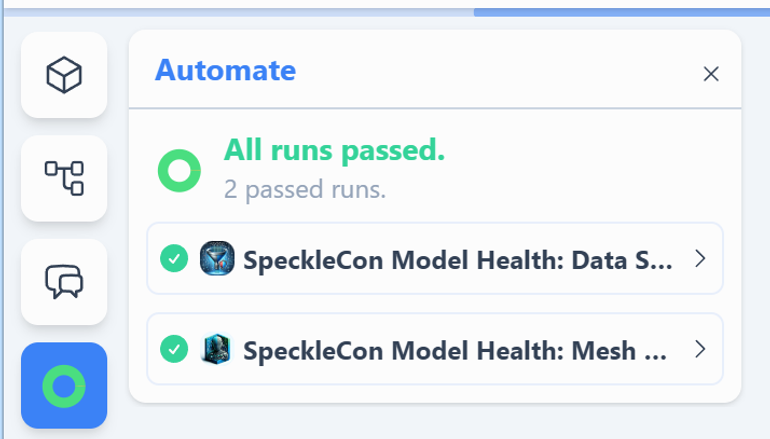 Automate
All runs passed.
2 passed runs.
SpeckleCon Model Health: Data S...
SpeckleCon Model Health: Mesh ...